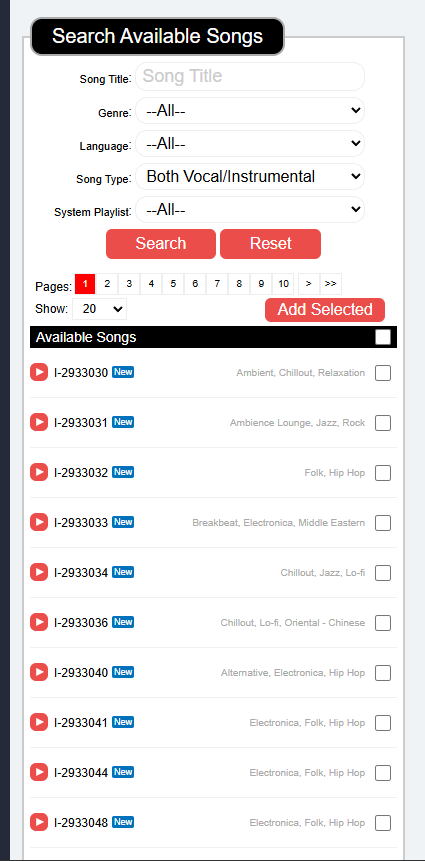 Search Available Songs
Song Title: Song Title
Genre: --All--
Language: --All--
Song Type: Both Vocal/Instrumental
System Playlist: --All--
Search Reset
Pages: 1 2 3 4 5 6 7 8 9 10 > >>
Show: 20 Add Selected
Available Songs
I-2933030 New Ambient, Chillout, Relaxation
I-2933031 New Ambience Lounge, Jazz, Rock
I-2933032 New Folk, Hip Hop
I-2933033 New Breakbeat, Electronica, Middle Eastern
I-2933034 New Chillout, Jazz, Lo-fi
I-2933036 New Chillout, Lo-fi, Oriental - Chinese
I-2933040 New Alternative, Electronica, Hip Hop
I-2933041 New Electronica, Folk, Hip Hop
I-2933044 New Electronica, Folk, Hip Hop
I-2933048 New Electronica, Folk, Hip Hop